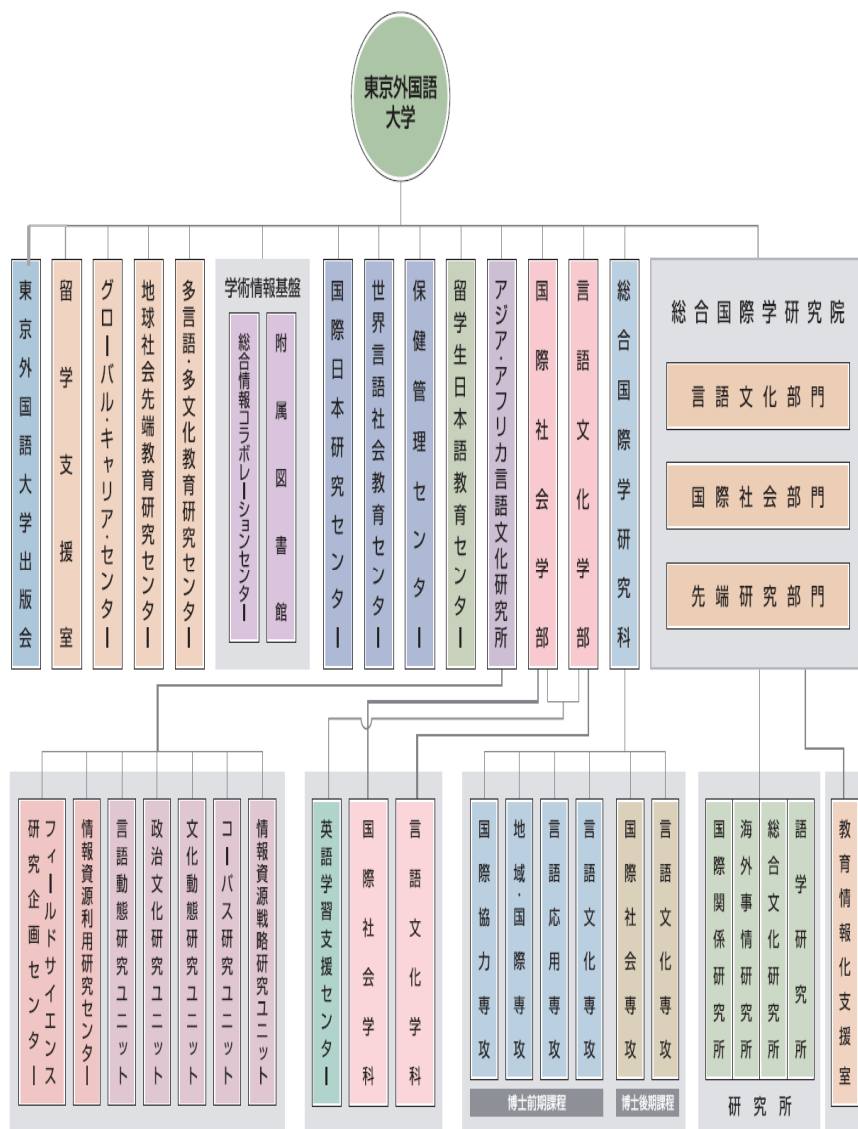 東京外国語
大学
東京外国語大学出版会
留学支援室
グローバル・キャリア・センター
地球社会先端教育研究センター
多言語・多文化教育研究センター
学術情報基盤
総合情報コラボレーションセンター
附属図書館
国際日本研究センター
世界言語社会教育センター
保健管理センター
留学生日本語教育センター
アジア・アフリカ言語文化研究所
国際社会学部
言語文化学部
総合国際学研究科
総合国際学研究院
言語文化部門
国際社会部門
先端研究部門
フィールドサイエンス
研究企画センター
情報資源利用研究センター
言語動態研究ユニット
政治文化研究ユニット
文化動態研究ユニット
コーパス研究ユニット
情報資源戦略研究ユニット
英語学習支援センター
国際社会学科
言語文化学科
国際協力専攻
地域・国際専攻
言語応用専攻
言語文化専攻
博士前期課程
国際社会専攻
言語文化専攻
博士後期課程
国際関係研究所
海外事情研究所
総合文化研究所
語学研究所
研究所
教育情報化支援室